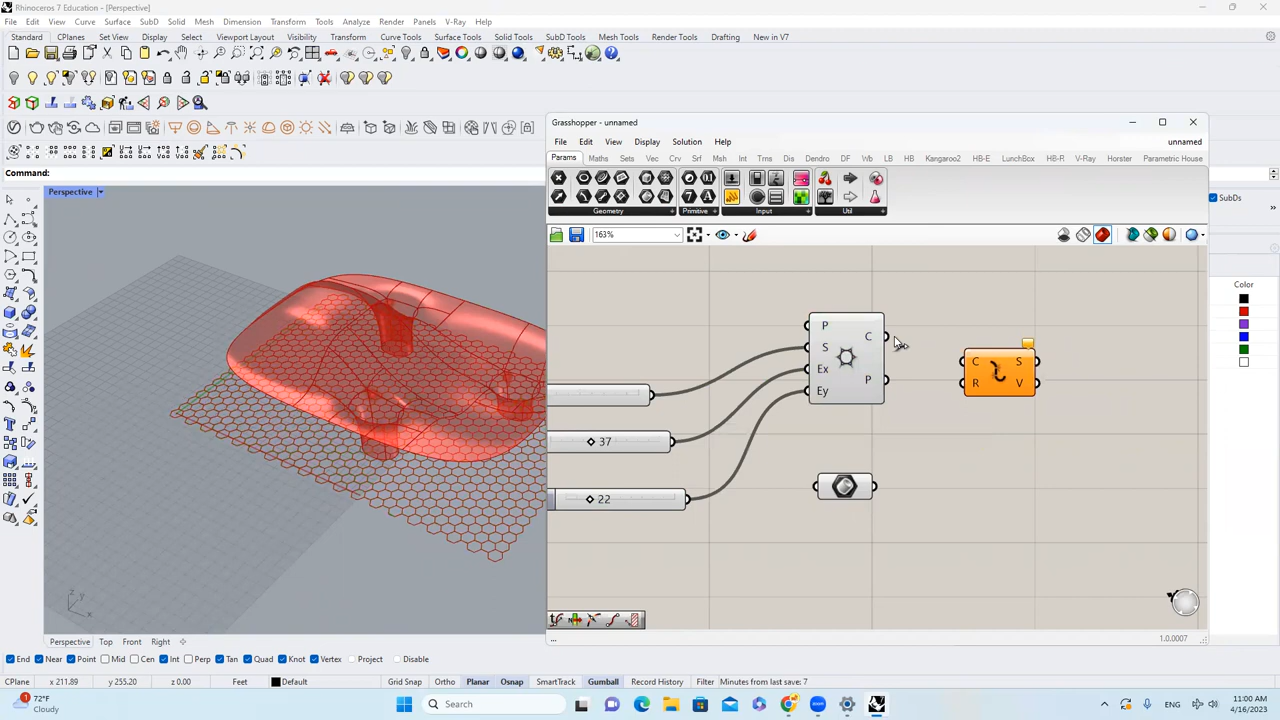 Rhinoceros 7 Education - [Perspective]
File Edit View Curve Surface SubD Solid Mesh Dimension Transform Tools Analyze Render Panels V-Ray Help
Standard CPlanes Set View Display Select Viewport Layout Visibility Transform Curve Tools Surface Tools Solid Tools SubD Tools Mesh Tools Render Tools Drafting New in V7
Command:
Perspective
Grasshopper - unnamed
File Edit View Display Solution Help unnamed
Params Maths Sets Vec Crv Srf Msh Int Trns Dis Dendro DF Wb LB HB Kangaroo2 HB-E LunchBox HB-R V-Ray Horster Parametric House
Geometry Primitive Input Util
163%
SubDs
Color
P
S
Ex
Ey
C
P
C
R
S
V
37
22
z
y
x
...
1.0.0007
Perspective Top Front Right
End Near Point Mid Cen Int Perp Tan Quad Knot Vertex Project Disable
CPlane x 211.89 y 255.20 z 0.00 Feet Default Grid Snap Ortho Planar Osnap SmartTrack Gumball Record History Filter Minutes from last save: 7
1
72°F
Cloudy
Search
ENG
11:00 AM
4/16/2023